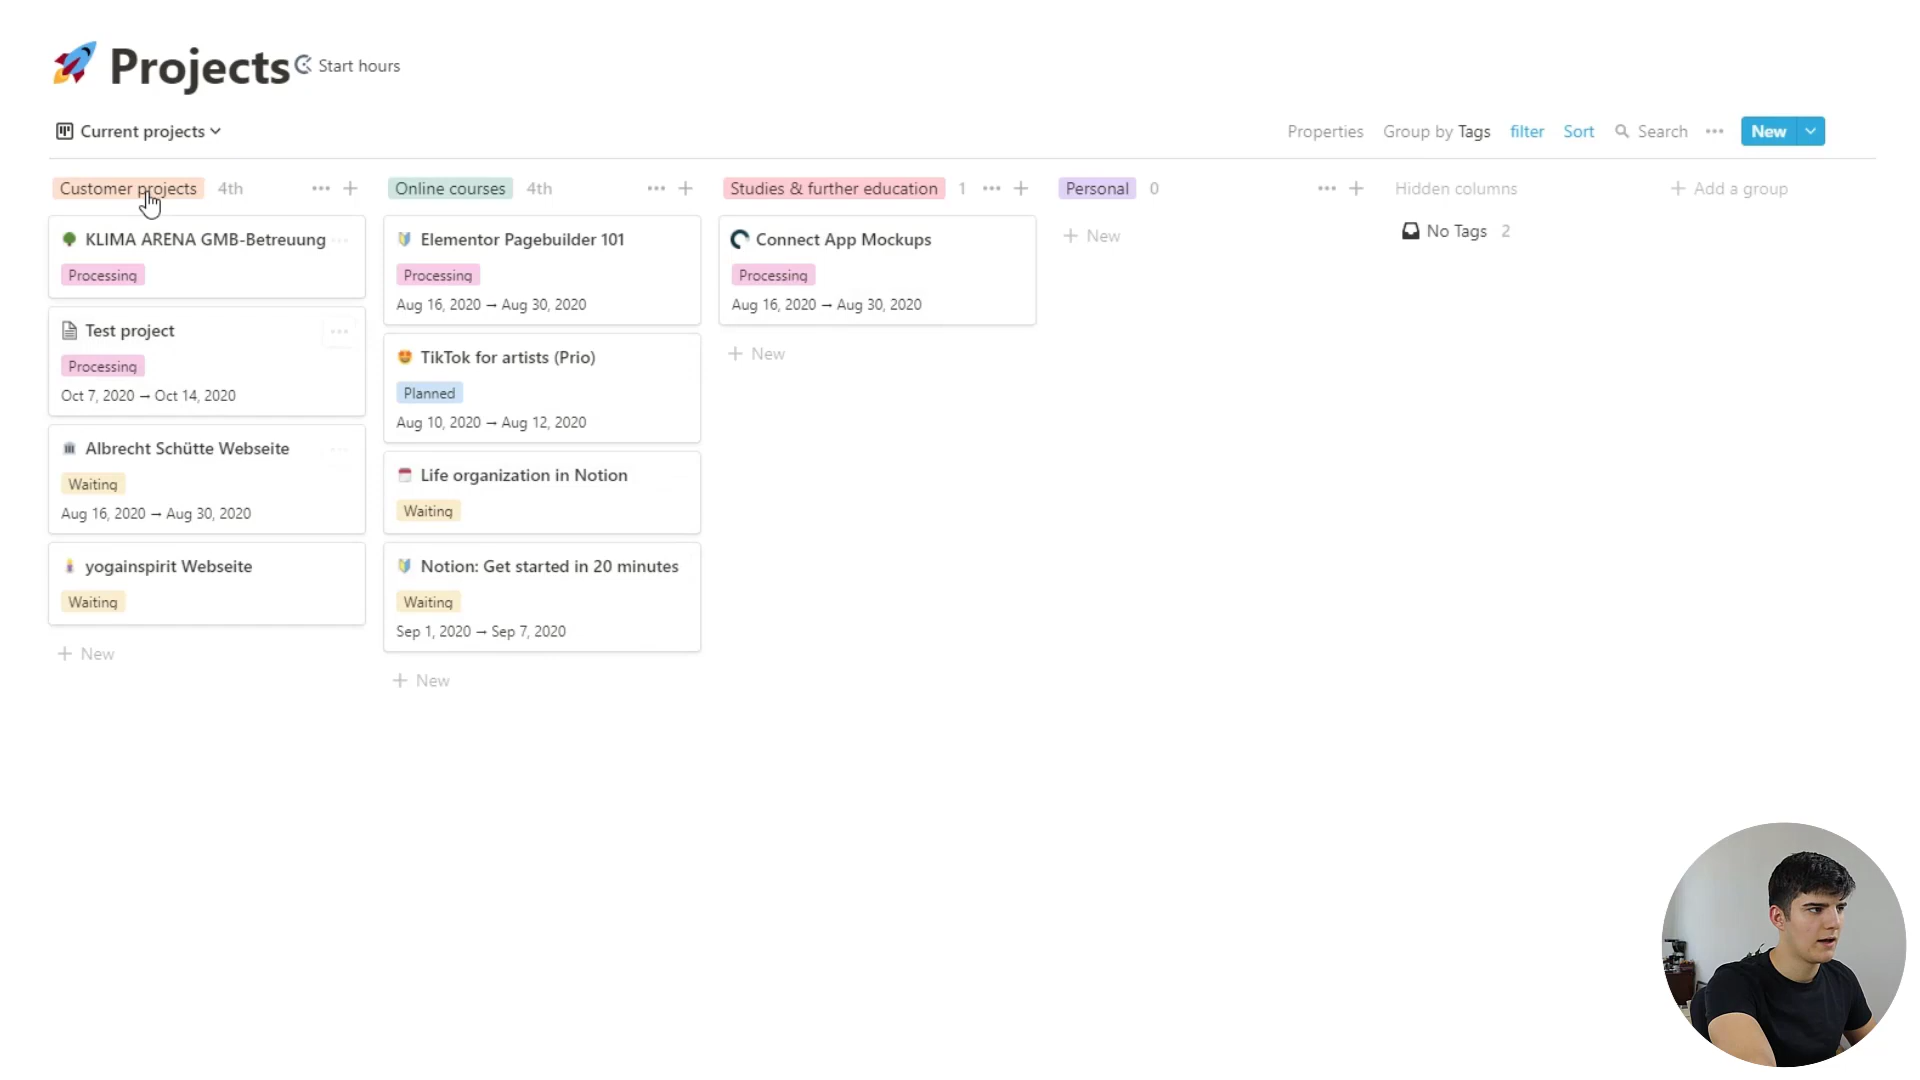 Projects
Start hours
Current projects
Properties
Group by Tags
filter
Sort
Search
New
Customer projects 4th
KLIMA ARENA GMB-Betreuung
Processing
Test project
Processing
Oct 7, 2020 → Oct 14, 2020
Albrecht Schütte Webseite
Waiting
Aug 16, 2020 → Aug 30, 2020
yogainspirit Webseite
Waiting
+ New
Online courses 4th
Elementor Pagebuilder 101
Processing
Aug 16, 2020 → Aug 30, 2020
TikTok for artists (Prio)
Planned
Aug 10, 2020 → Aug 12, 2020
Life organization in Notion
Waiting
Notion: Get started in 20 minutes
Waiting
Sep 1, 2020 → Sep 7, 2020
+ New
Studies & further education 1
Connect App Mockups
Processing
Aug 16, 2020 → Aug 30, 2020
+ New
Personal 0
+ New
Hidden columns
No Tags 2
+ Add a group